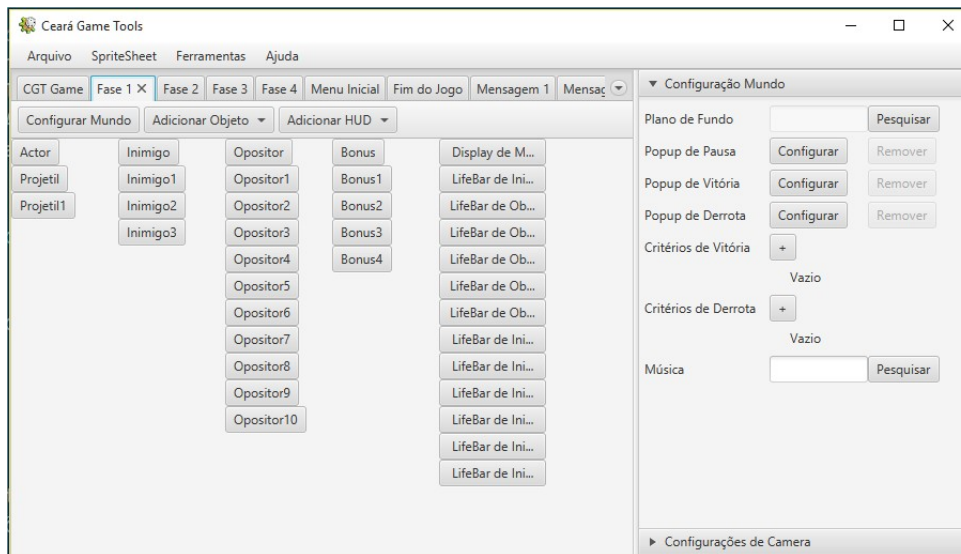 Ceará Game Tools
Arquivo SpriteSheet Ferramentas Ajuda
CGT Game Fase 1 Fase 2 Fase 3 Fase 4 Menu Inicial Fim do Jogo Mensagem 1 Mensag
Configurar Mundo Adicionar Objeto Adicionar HUD
Actor Inimigo Opositor Bonus Display de M...
Projetil Inimigo1 Opositor1 Bonus1 LifeBar de Ini...
Projetil1 Inimigo2 Opositor2 Bonus2 LifeBar de Ob...
Inimigo3 Opositor3 Bonus3 LifeBar de Ob...
Opositor4 Bonus4 LifeBar de Ob...
Opositor5 LifeBar de Ob...
Opositor6 LifeBar de Ob...
Opositor7 LifeBar de Ini...
Opositor8 LifeBar de Ini...
Opositor9 LifeBar de Ini...
Opositor10 LifeBar de Ini...
LifeBar de Ini...
LifeBar de Ini...
Configuração Mundo
Plano de Fundo Pesquisar
Popup de Pausa Configurar Remover
Popup de Vitória Configurar Remover
Popup de Derrota Configurar Remover
Critérios de Vitória +
Vazio
Critérios de Derrota +
Vazio
Música Pesquisar
Configurações de Camera